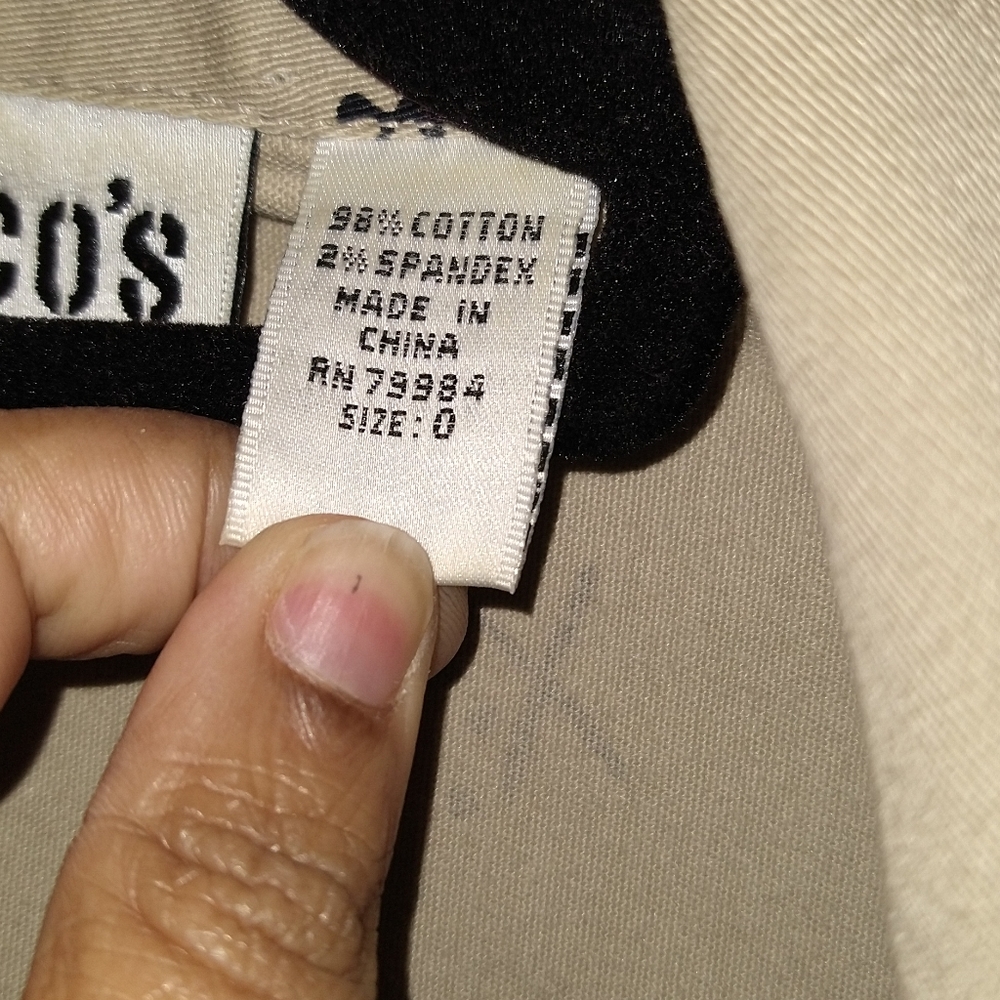 CO'S
98% COTTON
2% SPANDEX
MADE IN
CHINA
RN 79984
SIZE: 0